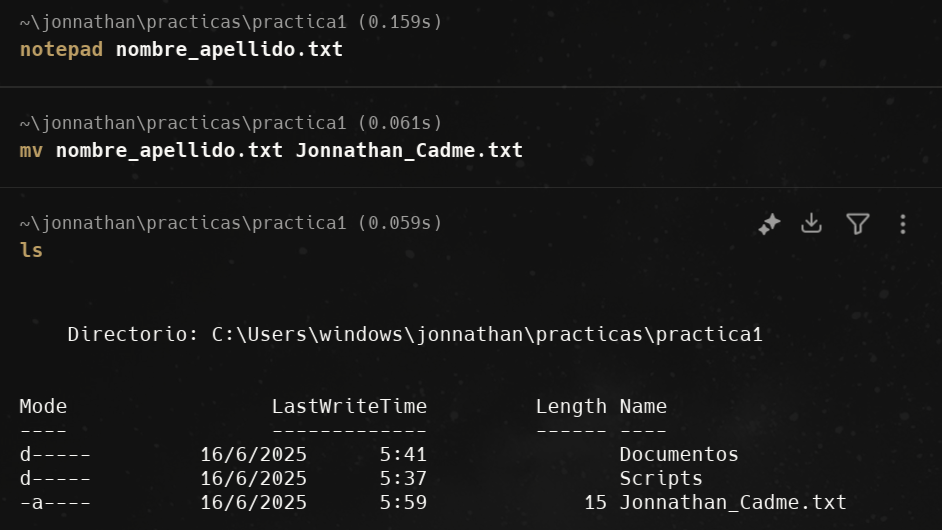 ~\jonnathan\practicas\practica1 (0.159s)
notepad nombre_apellido.txt
~\jonnathan\practicas\practica1 (0.061s)
mv nombre_apellido.txt Jonnathan_Cadme.txt
~\jonnathan\practicas\practica1 (0.059s)
ls
Directorio: C:\Users\windows\jonnathan\practicas\practica1
Mode LastWriteTime Length Name
---- ------------- ------ ----
d----- 16/6/2025 5:41 Documentos
d----- 16/6/2025 5:37 Scripts
-a---- 16/6/2025 5:59 15 Jonnathan_Cadme.txt